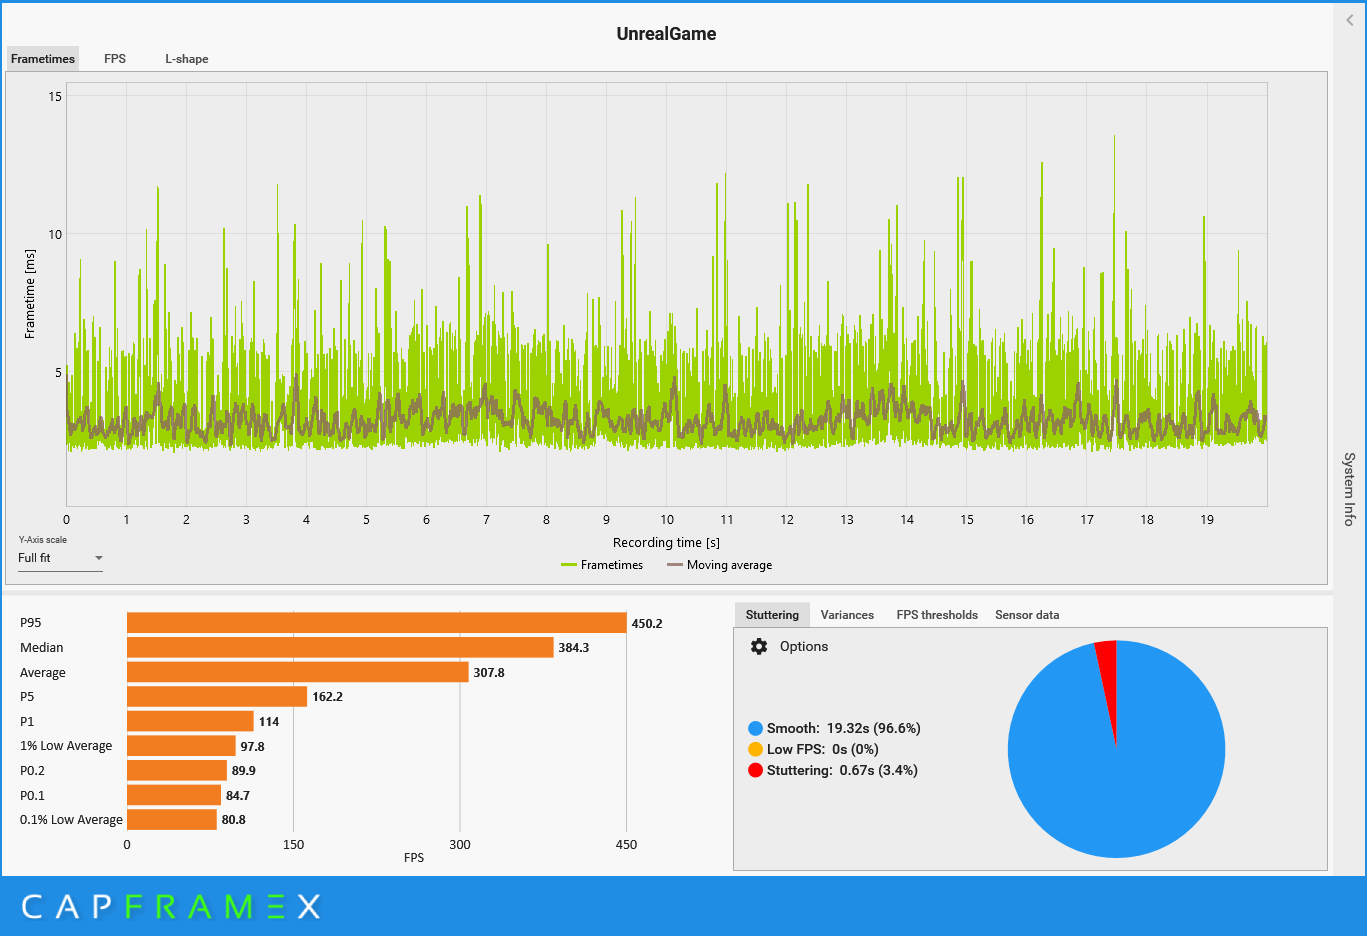 UnrealGame
Frametimes FPS L-shape
15
10
5
Frametime [ms]
0 1 2 3 4 5 6 7 8 9 10 11 12 13 14 15 16 17 18 19
Recording time [s]
Y-Axis scale
Full fit
Frametimes Moving average
System Info
P95 450.2
Median 384.3
Average 307.8
P5 162.2
P1 114
1% Low Average 97.8
P0.2 89.9
P0.1 84.7
0.1% Low Average 80.8
0 150 300 450
FPS
Stuttering Variances FPS thresholds Sensor data
Options
Smooth: 19.32s (96.6%)
Low FPS: 0s (0%)
Stuttering: 0.67s (3.4%)
CAPFRAMEX